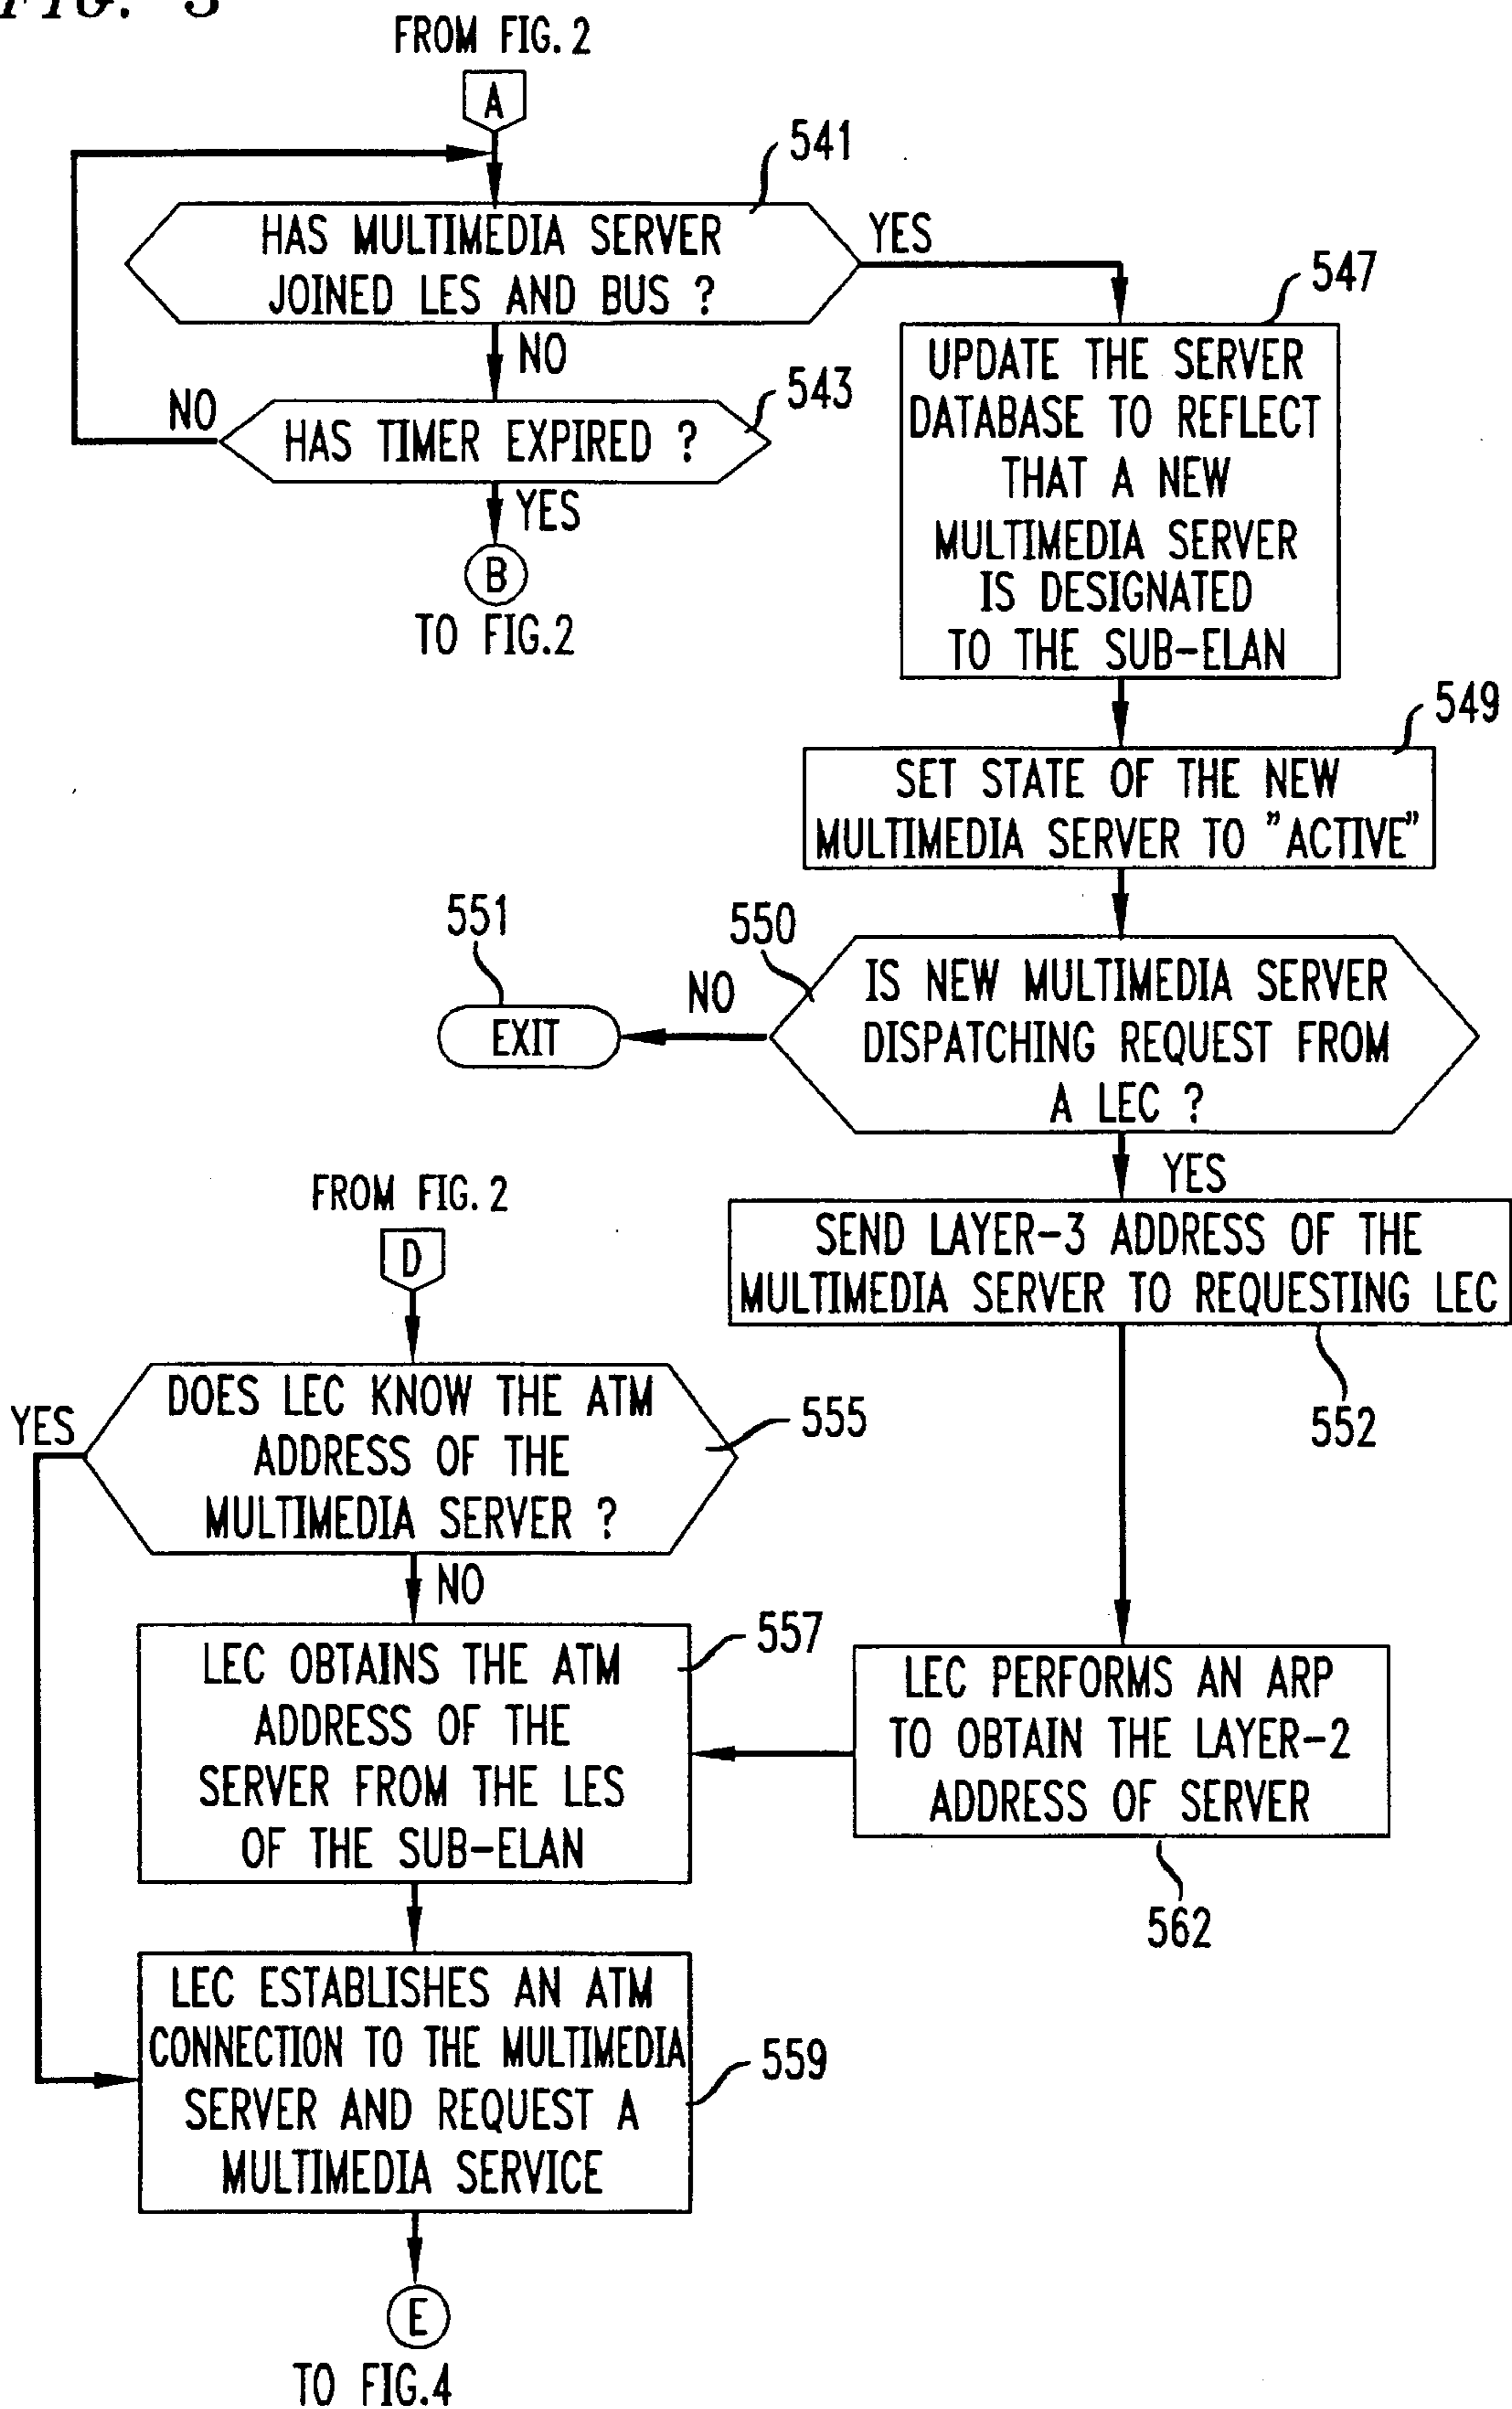 FIG. 3
FROM FIG. 2
A
541
HAS MULTIMEDIA SERVER
JOINED LES AND BUS ?
YES
NO
547
UPDATE THE SERVER
DATABASE TO REFLECT
THAT A NEW
MULTIMEDIA SERVER
IS DESIGNATED
TO THE SUB-ELAN
543
NO
HAS TIMER EXPIRED ?
YES
B
TO FIG.2
549
SET STATE OF THE NEW
MULTIMEDIA SERVER TO "ACTIVE"
551
EXIT
NO
550
IS NEW MULTIMEDIA SERVER
DISPATCHING REQUEST FROM
A LEC ?
YES
SEND LAYER-3 ADDRESS OF THE
MULTIMEDIA SERVER TO REQUESTING LEC
552
FROM FIG. 2
D
YES
DOES LEC KNOW THE ATM
ADDRESS OF THE
MULTIMEDIA SERVER ?
555
NO
557
LEC OBTAINS THE ATM
ADDRESS OF THE
SERVER FROM THE LES
OF THE SUB-ELAN
LEC PERFORMS AN ARP
TO OBTAIN THE LAYER-2
ADDRESS OF SERVER
562
LEC ESTABLISHES AN ATM
CONNECTION TO THE MULTIMEDIA
SERVER AND REQUEST A
MULTIMEDIA SERVICE
559
E
TO FIG.4